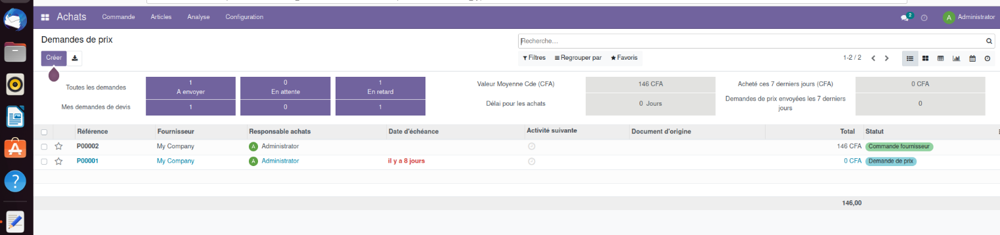 Achats Commande Articles Analyse Configuration 2 A Administrator
Demandes de prix
Recherche...
Créer
Filtres Regrouper par Favoris 1-2 / 2
Toutes les demandes
1
A envoyer
0
En attente
1
En retard
Mes demandes de devis 1 0 1
Valeur Moyenne Cde (CFA) 146 CFA
Acheté ces 7 derniers jours (CFA) 0 CFA
Délai pour les achats 0 Jours
Demandes de prix envoyées les 7 derniers
jours
0
Référence Fournisseur Responsable achats Date d'échéance Activité suivante Document d'origine Total Statut
P00002 My Company A Administrator 146 CFA Commande fournisseur
P00001 My Company A Administrator il y a 8 jours 0 CFA Demande de prix
146,00